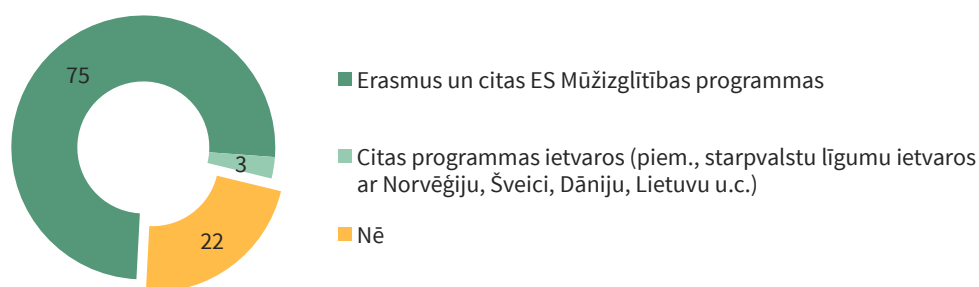 75
Erasmus un citas ES Mūžizglītības programmas
3
Citas programmas ietvaros (piem., starpvalstu līgumu ietvaros
ar Norvēģiju, Šveici, Dāniju, Lietuvu u.c.)
22
Nē